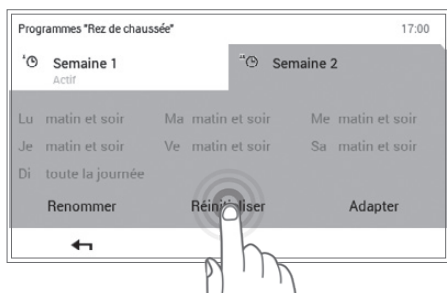 Programmes "Rez de chaussée" 17:00
Semaine 1 Semaine 2
Actif
Lu matin et soir Ma matin et soir Me matin et soir
Je matin et soir Ve matin et soir Sa matin et soir
Di toute la journée
Renommer Réinitialiser Adapter